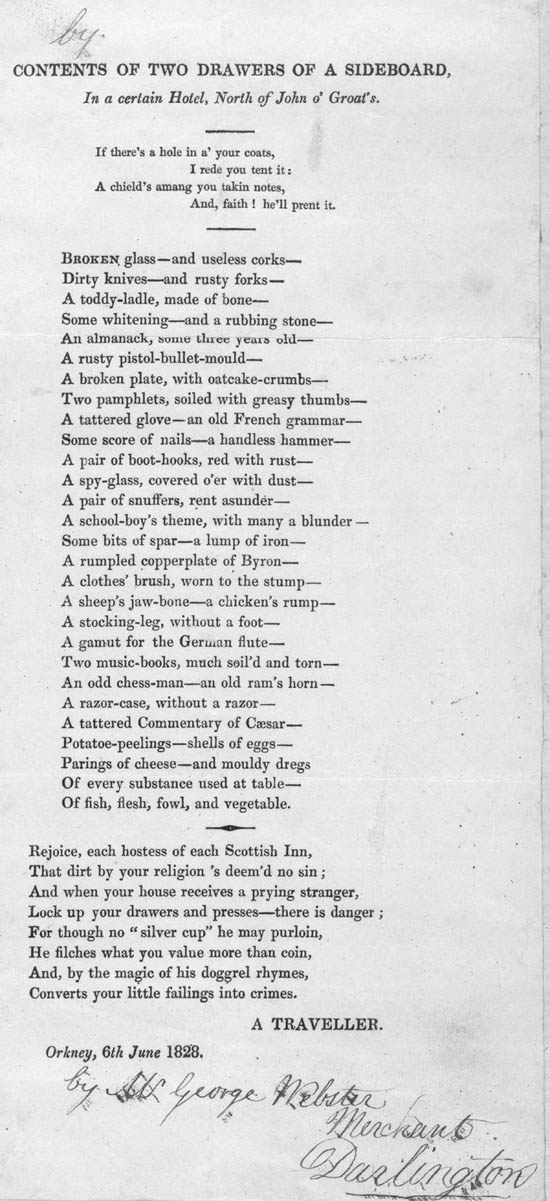 by
CONTENTS OF TWO DRAWERS OF A SIDEBOARD,
In a certain Hotel, North of John o' Groat's.
If there's a hole in a' your coats,
I rede you tent it:
A chield's amang you takin notes,
And, faith ! he'll prent it.
BROKEN glass—and useless corks—
Dirty knives—and rusty forks—
A toddy-ladle, made of bone—
Some whitening—and a rubbing stone—
An almanack, some three years old—
A rusty pistol-bullet-mould—
A broken plate, with oatcake-crumbs—
Two pamphlets, soiled with greasy thumbs—
A tattered glove—an old French grammar—
Some score of nails—a handless hammer—
A pair of boot-hooks, red with rust—
A spy-glass, covered o'er with dust—
A pair of snuffers, rent asunder—
A school-boy's theme, with many a blunder—
Some bits of spar—a lump of iron—
A rumpled copperplate of Byron—
A clothes' brush, worn to the stump—
A sheep's jaw-bone—a chicken's rump—
A stocking-leg, without a foot—
A gamut for the German flute—
Two music-books, much soil'd and torn—
An odd chess-man—an old ram's horn—
A razor-case, without a razor—
A tattered Commentary of Cæsar—
Potatoe-peelings—shells of eggs—
Parings of cheese—and mouldy dregs
Of every substance used at table—
Of fish, flesh, fowl, and vegetable.
Rejoice, each hostess of each Scottish Inn,
That dirt by your religion 's deem'd no sin;
And when your house receives a prying stranger,
Lock up your drawers and presses—there is danger;
For though no "silver cup" he may purloin,
He filches what you value more than coin,
And, by the magic of his doggrel rhymes,
Converts your little failings into crimes.
A TRAVELLER.
Orkney, 6th June 1828.
by Mr George Webster
Merchant
Darlington